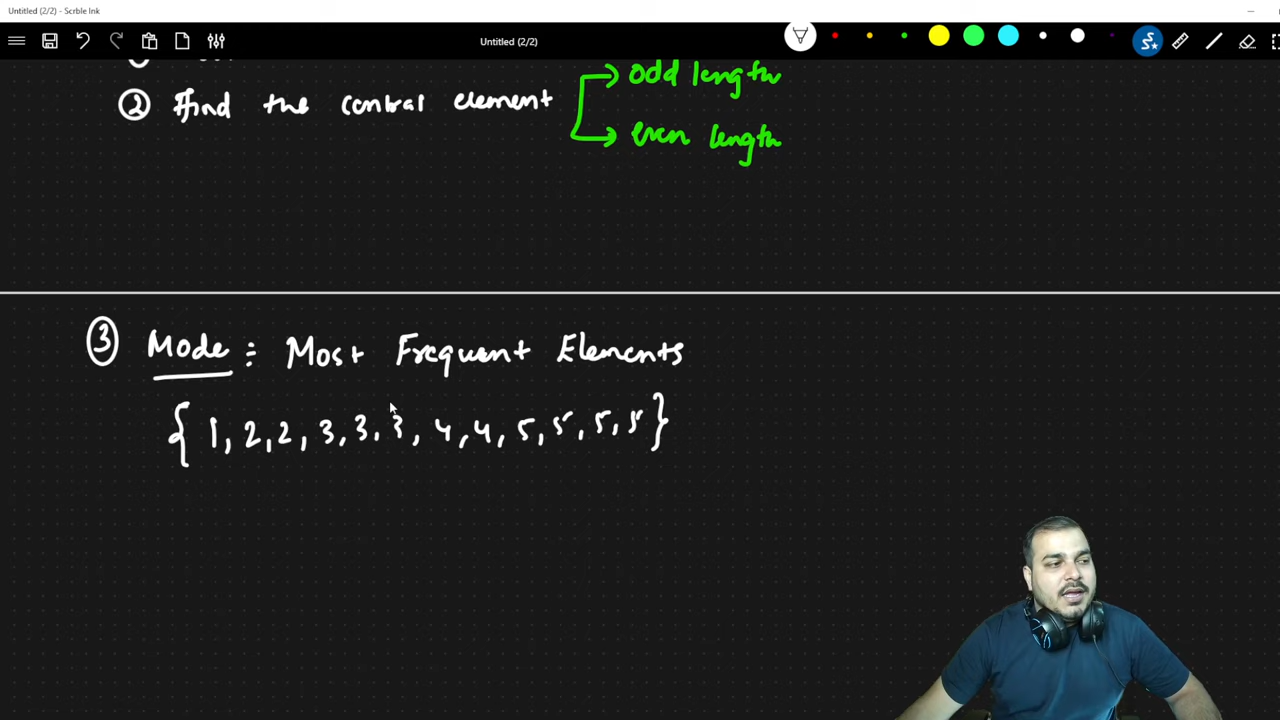 Untitled (2/2) - Scrble Ink
Untitled (2/2)
odd length
② Find the central element
even length
③ Mode : Most Frequent Elements
{ 1, 2, 2, 3, 3, 3, 4, 4, 5, 5, 5, 5 }